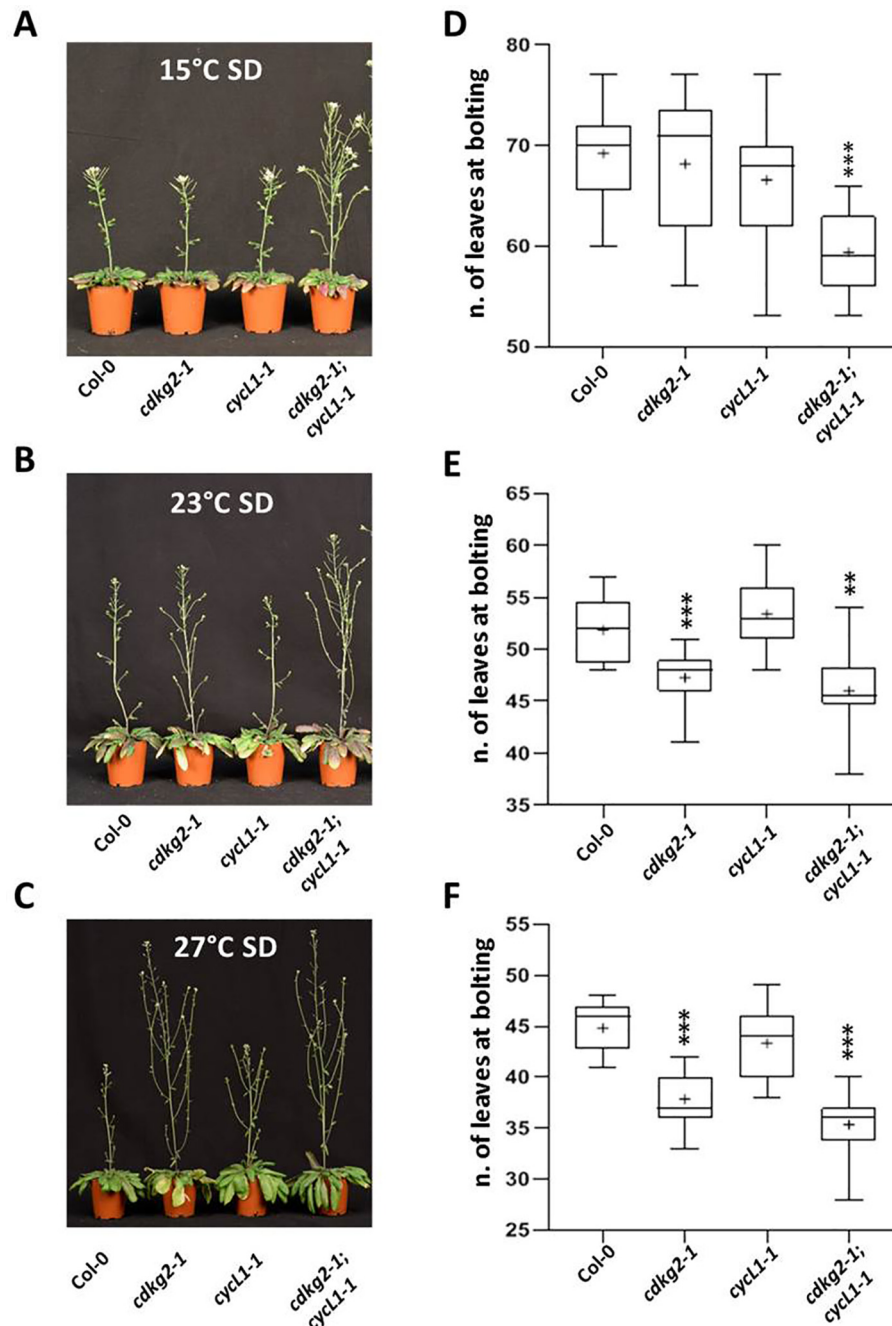 A
15°C SD
Col-0
cdkg2-1
cycL1-1
cdkg2-1;
cycL1-1
D
n. of leaves at bolting
80
70
60
50
***
Col-0
cdkg2-1
cycL1-1
cdkg2-1;
cycL1-1
B
23°C SD
Col-0
cdkg2-1
cycL1-1
cdkg2-1;
cycL1-1
E
n. of leaves at bolting
65
60
55
50
45
40
35
***
**
Col-0
cdkg2-1
cycL1-1
cdkg2-1;
cycL1-1
C
27°C SD
Col-0
cdkg2-1
cycL1-1
cdkg2-1;
cycL1-1
F
n. of leaves at bolting
55
50
45
40
35
30
25
***
***
Col-0
cdkg2-1
cycL1-1
cdkg2-1;
cycL1-1